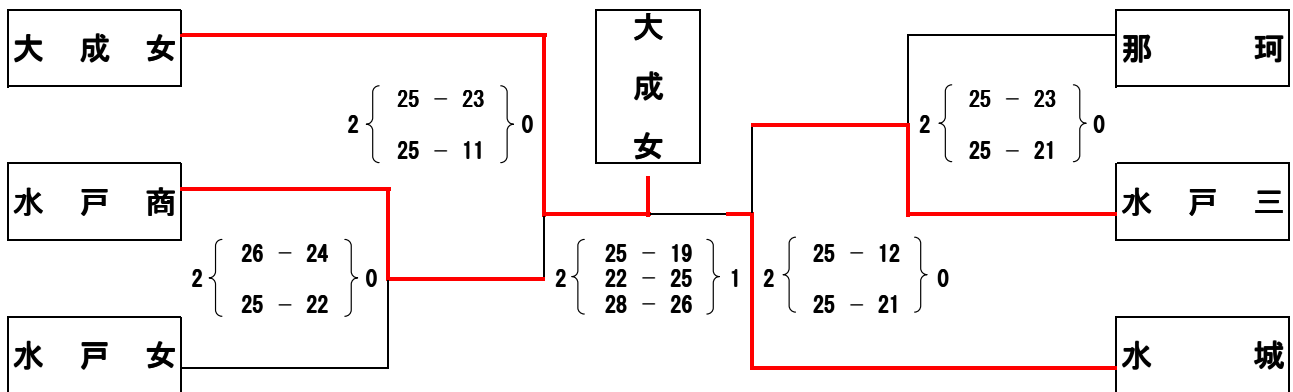 大成女
2 25 － 23 0
25 － 11
水戸商
2 26 － 24 0
25 － 22
水戸女
大成女
2 25 － 19 1
22 － 25
28 － 26
那珂
2 25 － 23 0
25 － 21
水戸三
2 25 － 12 0
25 － 21
水城